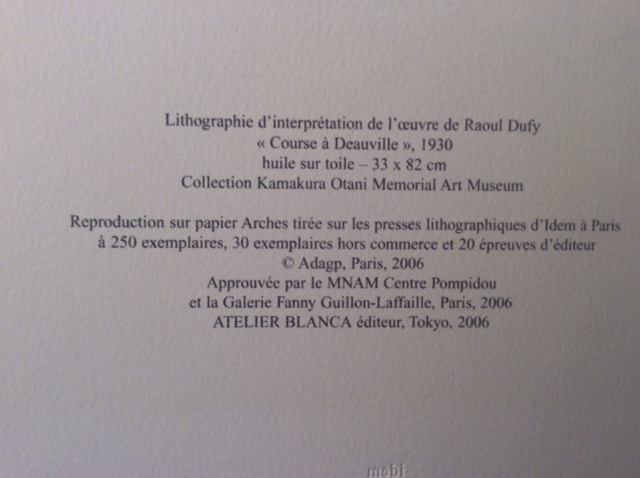 Lithographie d'interprétation de l'œuvre de Raoul Dufy
« Course à Deauville », 1930
huile sur toile – 33 x 82 cm
Collection Kamakura Otani Memorial Art Museum
Reproduction sur papier Arches tirée sur les presses lithographiques d'Idem à Paris
à 250 exemplaires, 30 exemplaires hors commerce et 20 épreuves d'éditeur
© Adagp, Paris, 2006
Approuvée par le MNAM Centre Pompidou
et la Galerie Fanny Guillon-Laffaille, Paris, 2006
ATELIER BLANCA éditeur, Tokyo, 2006
mobi